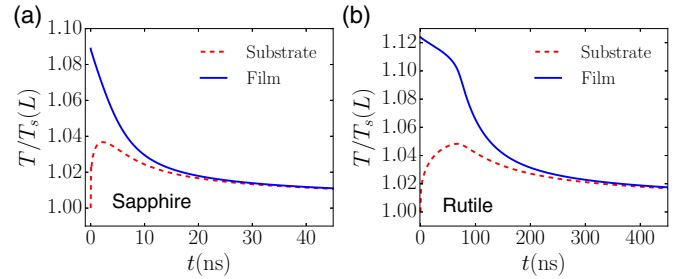 (a)
1.10
1.08
1.06
1.04
1.02
1.00
T/T_s(L)
Substrate
Film
Sapphire
0 10 20 30 40
t(ns)
(b)
1.12
1.10
1.08
1.06
1.04
1.02
1.00
T/T_s(L)
Substrate
Film
Rutile
0 100 200 300 400
t(ns)